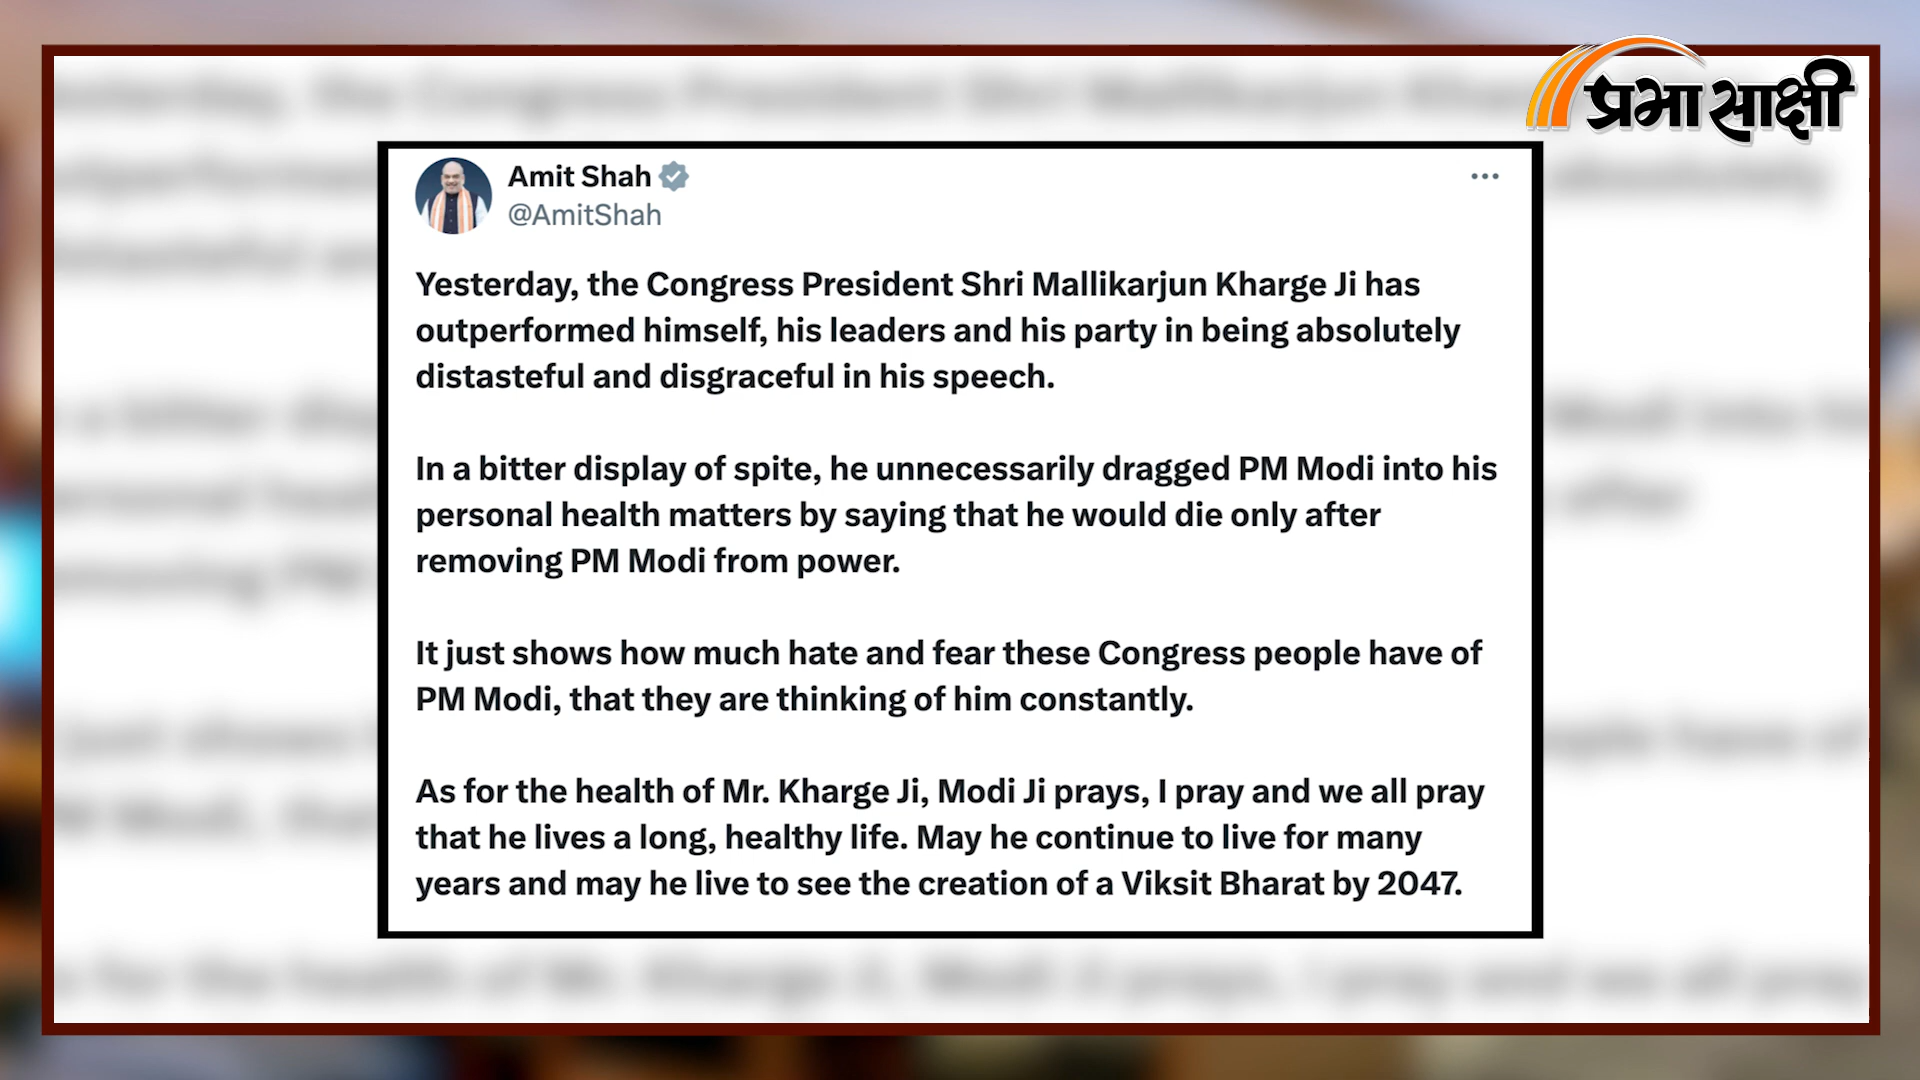 प्रभा साक्षी
Amit Shah
@AmitShah
Yesterday, the Congress President Shri Mallikarjun Kharge Ji has
outperformed himself, his leaders and his party in being absolutely
distasteful and disgraceful in his speech.
In a bitter display of spite, he unnecessarily dragged PM Modi into his
personal health matters by saying that he would die only after
removing PM Modi from power.
It just shows how much hate and fear these Congress people have of
PM Modi, that they are thinking of him constantly.
As for the health of Mr. Kharge Ji, Modi Ji prays, I pray and we all pray
that he lives a long, healthy life. May he continue to live for many
years and may he live to see the creation of a Viksit Bharat by 2047.